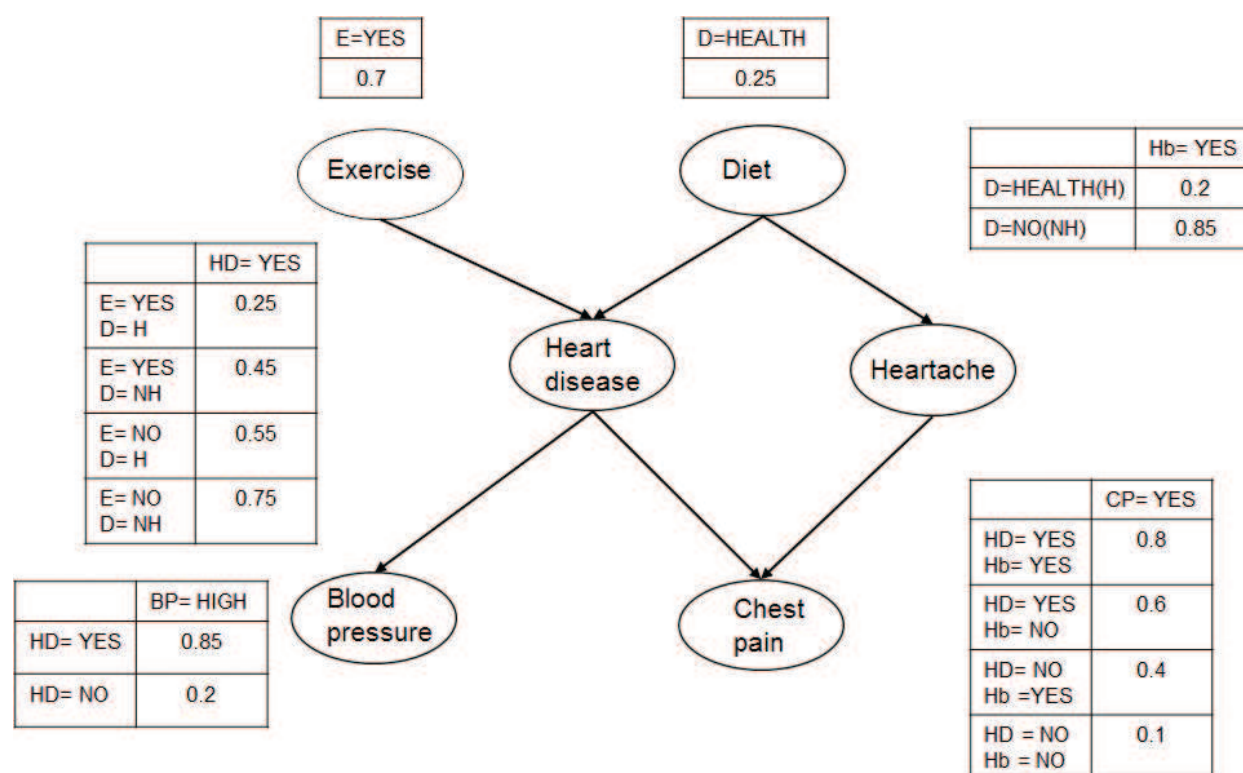 E=YES
0.7
D=HEALTH
0.25
Exercise
Diet
Hb= YES
D=HEALTH(H) 0.2
D=NO(NH) 0.85
HD= YES
E= YES
D= H
0.25
E= YES
D= NH
0.45
E= NO
D= H
0.55
E= NO
D= NH
0.75
Heart
disease
Heartache
BP= HIGH
HD= YES 0.85
HD= NO 0.2
Blood
pressure
Chest
pain
CP= YES
HD= YES
Hb= YES
0.8
HD= YES
Hb= NO
0.6
HD= NO
Hb =YES
0.4
HD = NO
Hb = NO
0.1